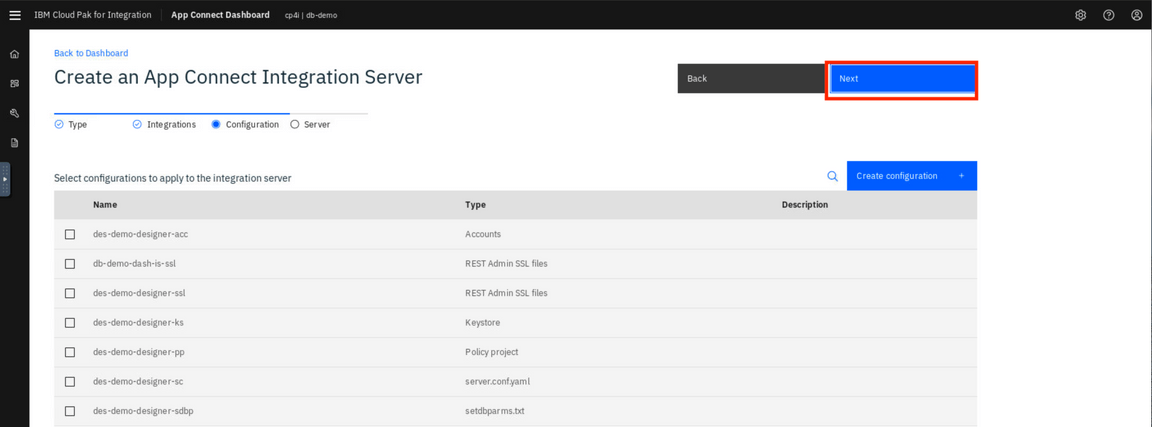 IBM Cloud Pak for Integration App Connect Dashboard cp4i | db-demo
Back to Dashboard
Create an App Connect Integration Server
Back Next
Type Integrations Configuration Server
Select configurations to apply to the integration server
Create configuration +
Name Type Description
des-demo-designer-acc Accounts
db-demo-dash-is-ssl REST Admin SSL files
des-demo-designer-ssl REST Admin SSL files
des-demo-designer-ks Keystore
des-demo-designer-pp Policy project
des-demo-designer-sc server.conf.yaml
des-demo-designer-sdbp setdbparms.txt